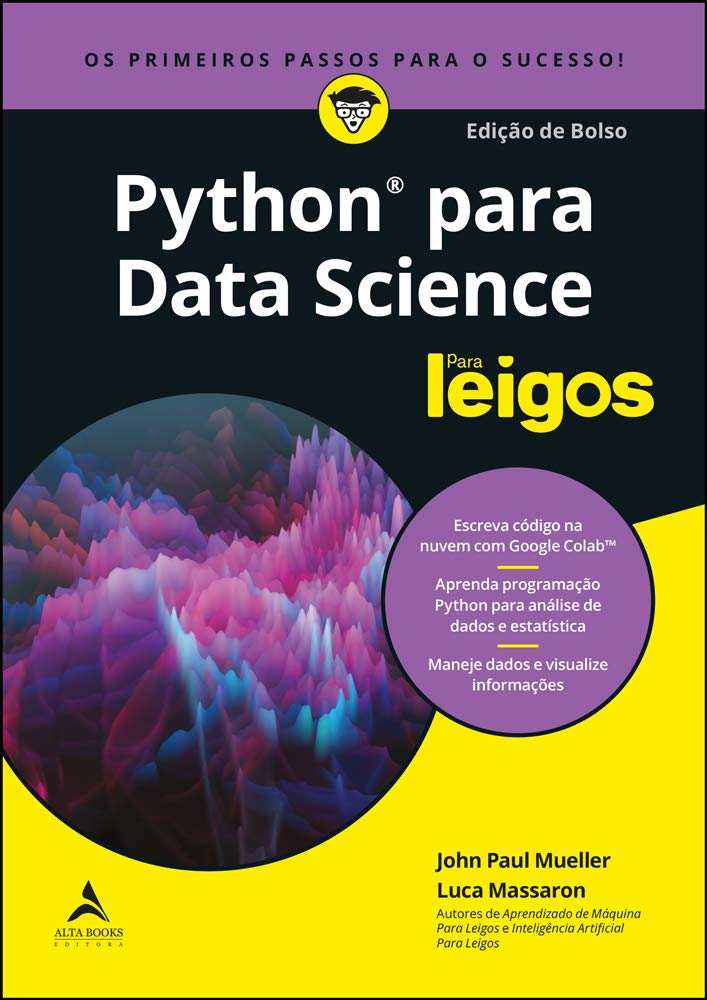 OS PRIMEIROS PASSOS PARA O SUCESSO!
Edição de Bolso
Python® para
Data Science
para
leigos
Escreva código na
nuvem com Google Colab™
Aprenda programação
Python para análise de
dados e estatística
Maneje dados e visualize
informações
John Paul Mueller
Luca Massaron
Autores de Aprendizado de Máquina
Para Leigos e Inteligência Artificial
Para Leigos
ALTA BOOKS
EDITORA